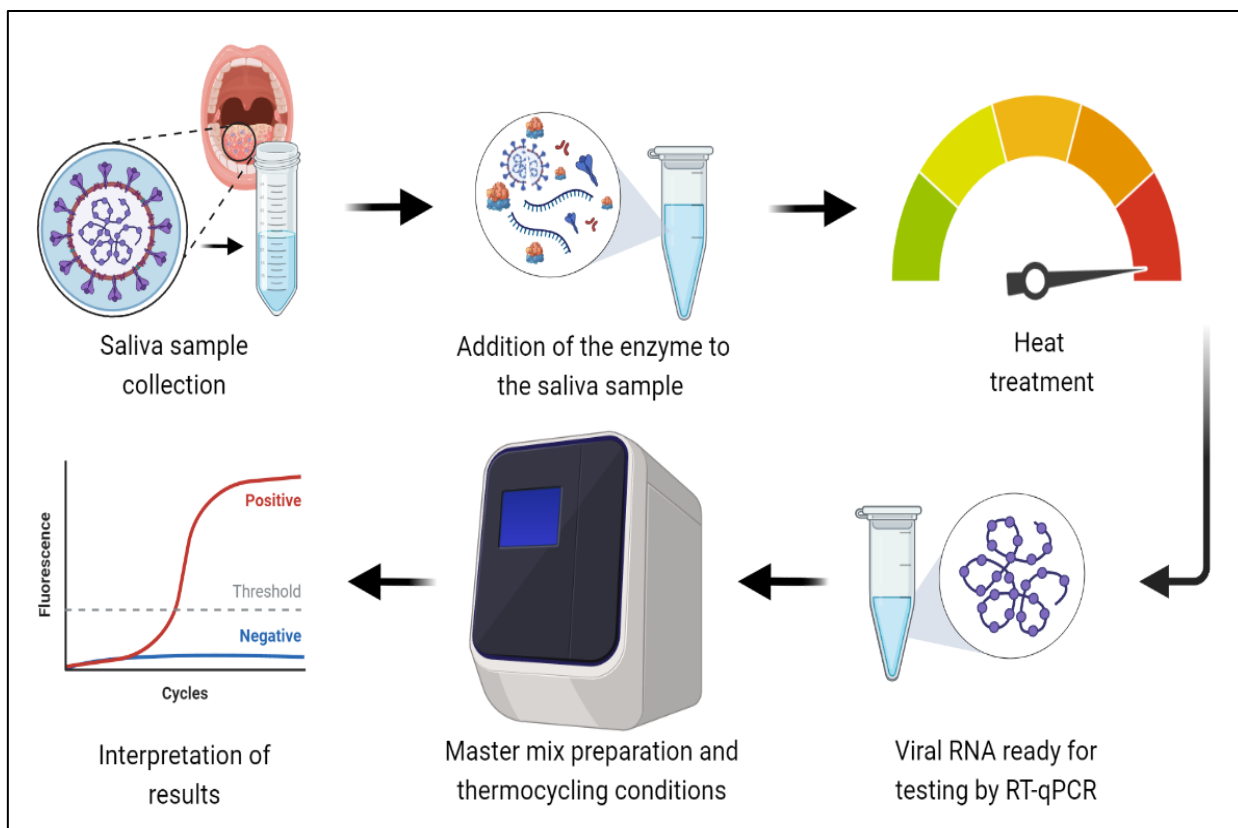 Saliva sample
collection
Addition of the enzyme to
the saliva sample
Heat
treatment
Viral RNA ready for
testing by RT-qPCR
Master mix preparation and
thermocycling conditions
Fluorescence
Positive
Threshold
Negative
Cycles
Interpretation of
results